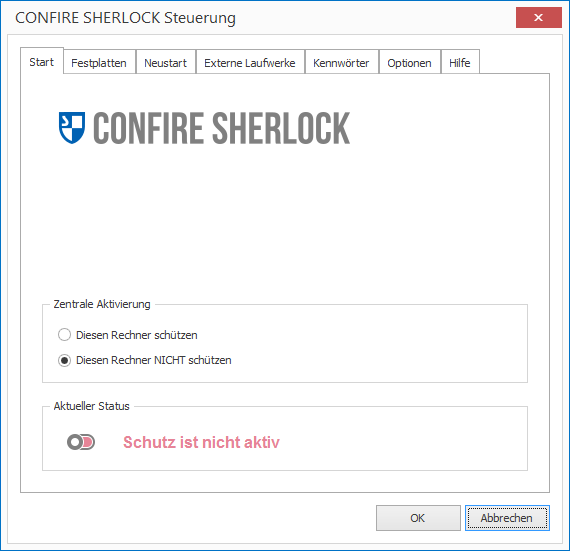 CONFIRE SHERLOCK Steuerung
Start Festplatten Neustart Externe Laufwerke Kennwörter Optionen Hilfe
CONFIRE SHERLOCK
Zentrale Aktivierung
Diesen Rechner schützen
Diesen Rechner NICHT schützen
Aktueller Status
Schutz ist nicht aktiv
OK Abbrechen